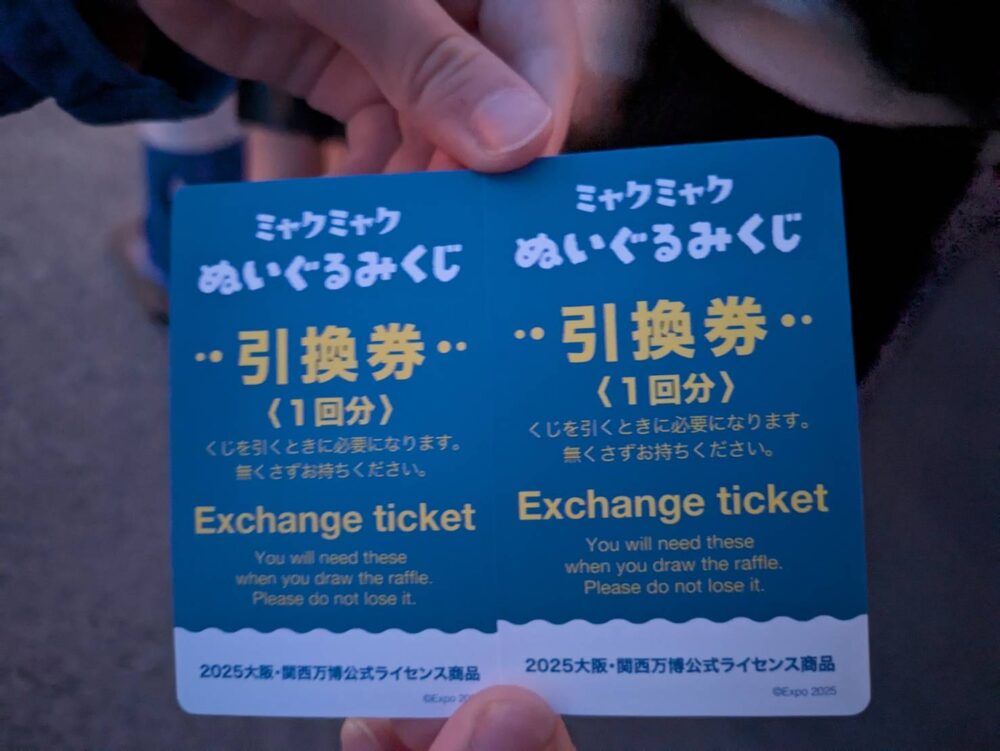 ミャクミャク
ぬいぐるみくじ
··引換券··
〈1回分〉
くじを引くときに必要になります。
無くさずお持ちください。
Exchange ticket
You will need these
when you draw the raffle.
Please do not lose it.
2025大阪・関西万博公式ライセンス商品
©Expo 20
ミャクミャク
ぬいぐるみくじ
··引換券··
〈1回分〉
くじを引くときに必要になります。
無くさずお持ちください。
Exchange ticket
You will need these
when you draw the raffle.
Please do not lose it.
2025大阪・関西万博公式ライセンス商品
©Expo 2025